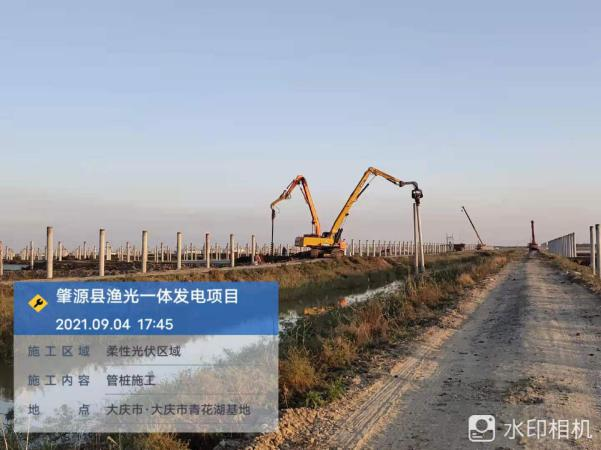 肇源县渔光一体发电项目
2021.09.04 17:45
施工区域 柔性光伏区域
施工内容 管桩施工
地 点 大庆市·大庆市青花湖基地
水印相机